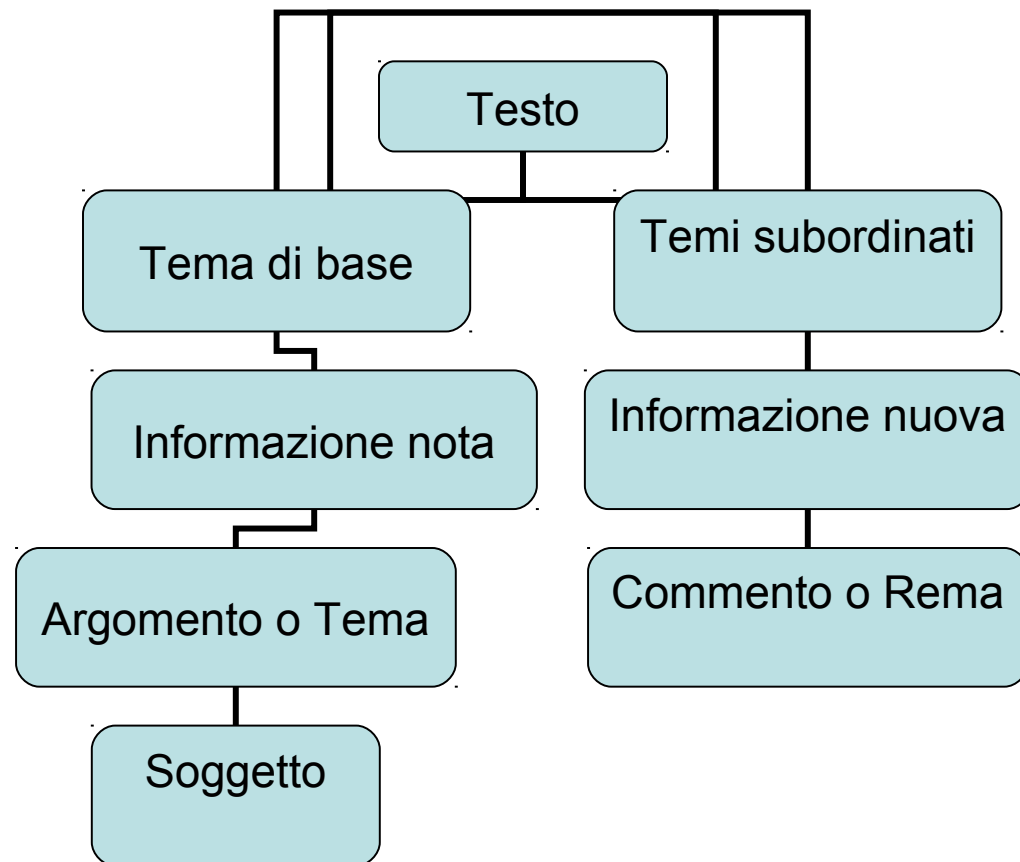 Testo
Tema di base
Temi subordinati
Informazione nota
Informazione nuova
Argomento o Tema
Commento o Rema
Soggetto